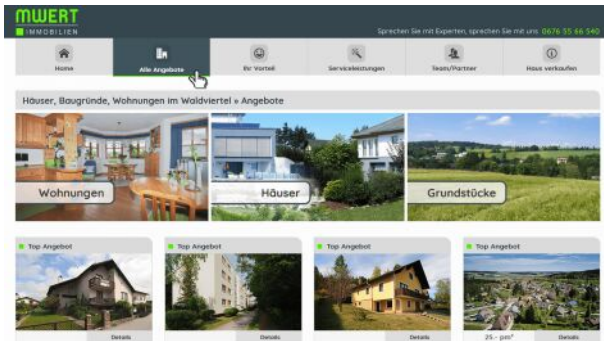 MWERT
IMMOBILIEN
Sprechen Sie mit Experten, sprechen Sie mit uns 0676 55 66 540
Home
Alle Angebote
Ihr Vorteil
Serviceleistungen
Team/Partner
Haus verkaufen
Häuser, Baugründe, Wohnungen im Waldviertel » Angebote
Wohnungen
Häuser
Grundstücke
Top Angebot
Top Angebot
Top Angebot
Top Angebot
Details
Details
Details
25.- pm²
Details